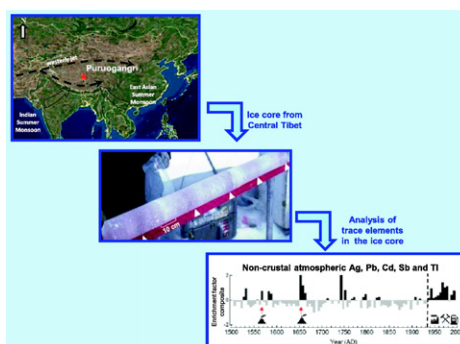 Westerlies
Puruogangri
East Asian
Summer
Monsoon
Indian
Summer
Monsoon
Ice core from
Central Tibet
10 cm
Analysis of
trace elements
in the ice core
Non-crustal atmospheric Ag, Pb, Cd, Sb and Tl
Enrichment factor
composite
1500 1550 1600 1650 1700 1750 1800 1850 1900 1950
Year (AD)